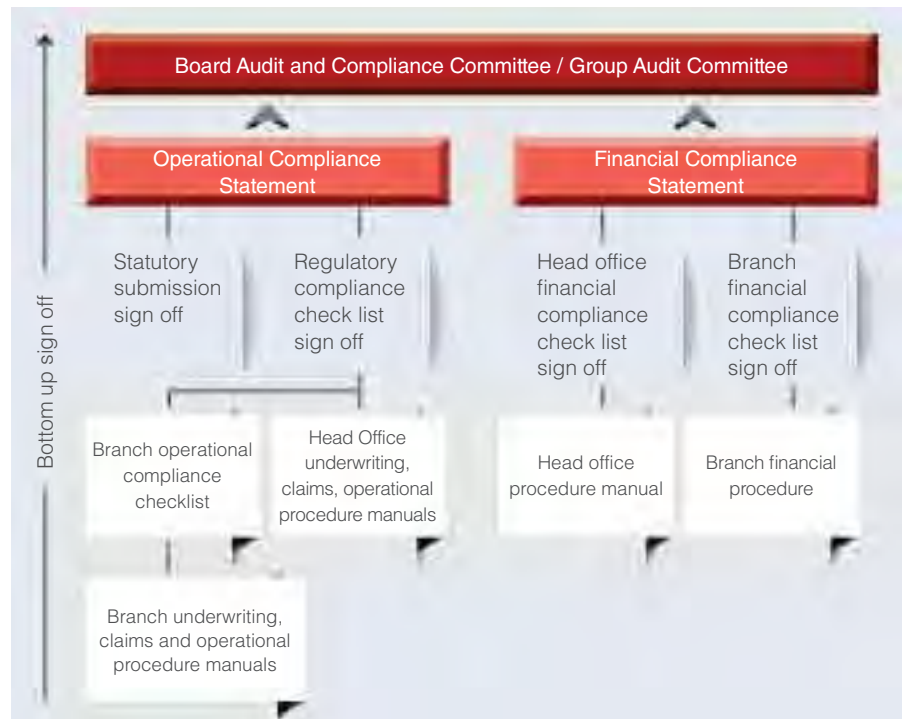 Board Audit and Compliance Committee / Group Audit Committee
Operational Compliance
Statement
Financial Compliance
Statement
Statutory
submission
sign off
Regulatory
compliance
check list
sign off
Head office
financial
compliance
check list
sign off
Branch
financial
compliance
check list
sign off
Bottom up sign off
Branch operational
compliance
checklist
Head Office
underwriting,
claims, operational
procedure manuals
Head office
procedure manual
Branch financial
procedure
Branch underwriting,
claims and operational
procedure manuals